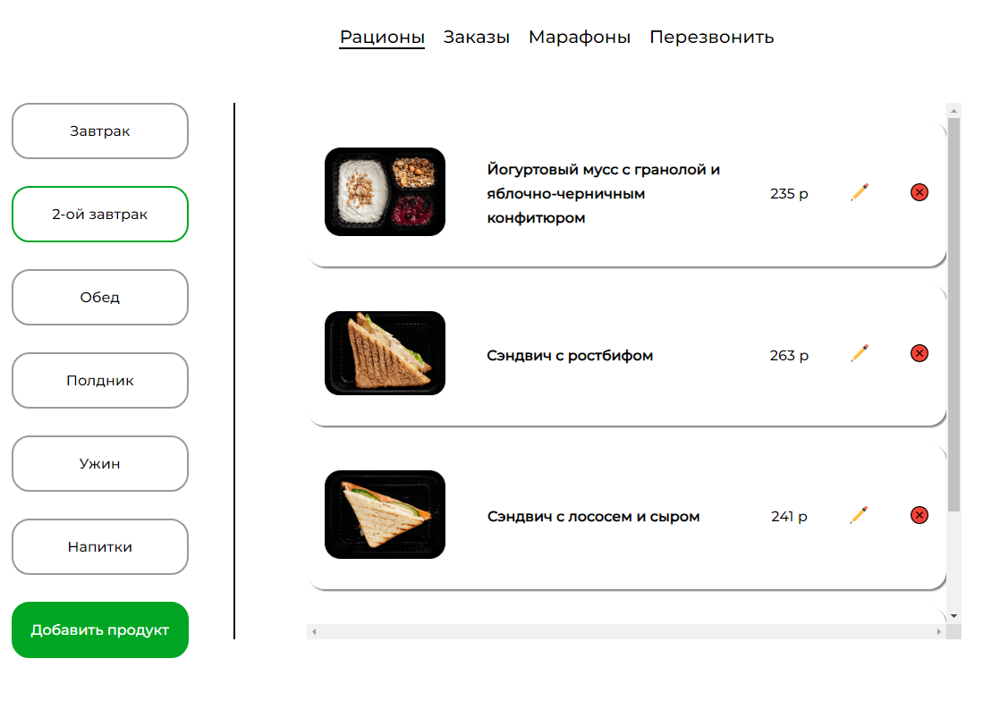 Рационы Заказы Марафоны Перезвонить
Завтрак
2-ой завтрак
Обед
Полдник
Ужин
Напитки
Добавить продукт
Йогуртовый мусс с гранолой и
яблочно-черничным
конфитюром
235 р
Сэндвич с ростбифом
263 р
Сэндвич с лососем и сыром
241 р